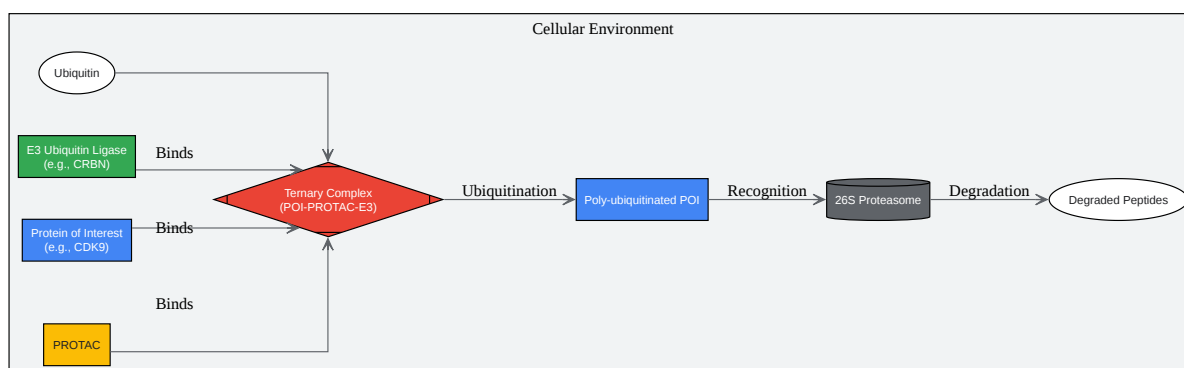 Cellular Environment
Ubiquitin
E3 Ubiquitin Ligase
(e.g., CRBN)
Binds
Protein of Interest
(e.g., CDK9)
Binds
PROTAC
Binds
Ternary Complex
(POI-PROTAC-E3)
Ubiquitination
Poly-ubiquitinated POI
Recognition
26S Proteasome
Degradation
Degraded Peptides